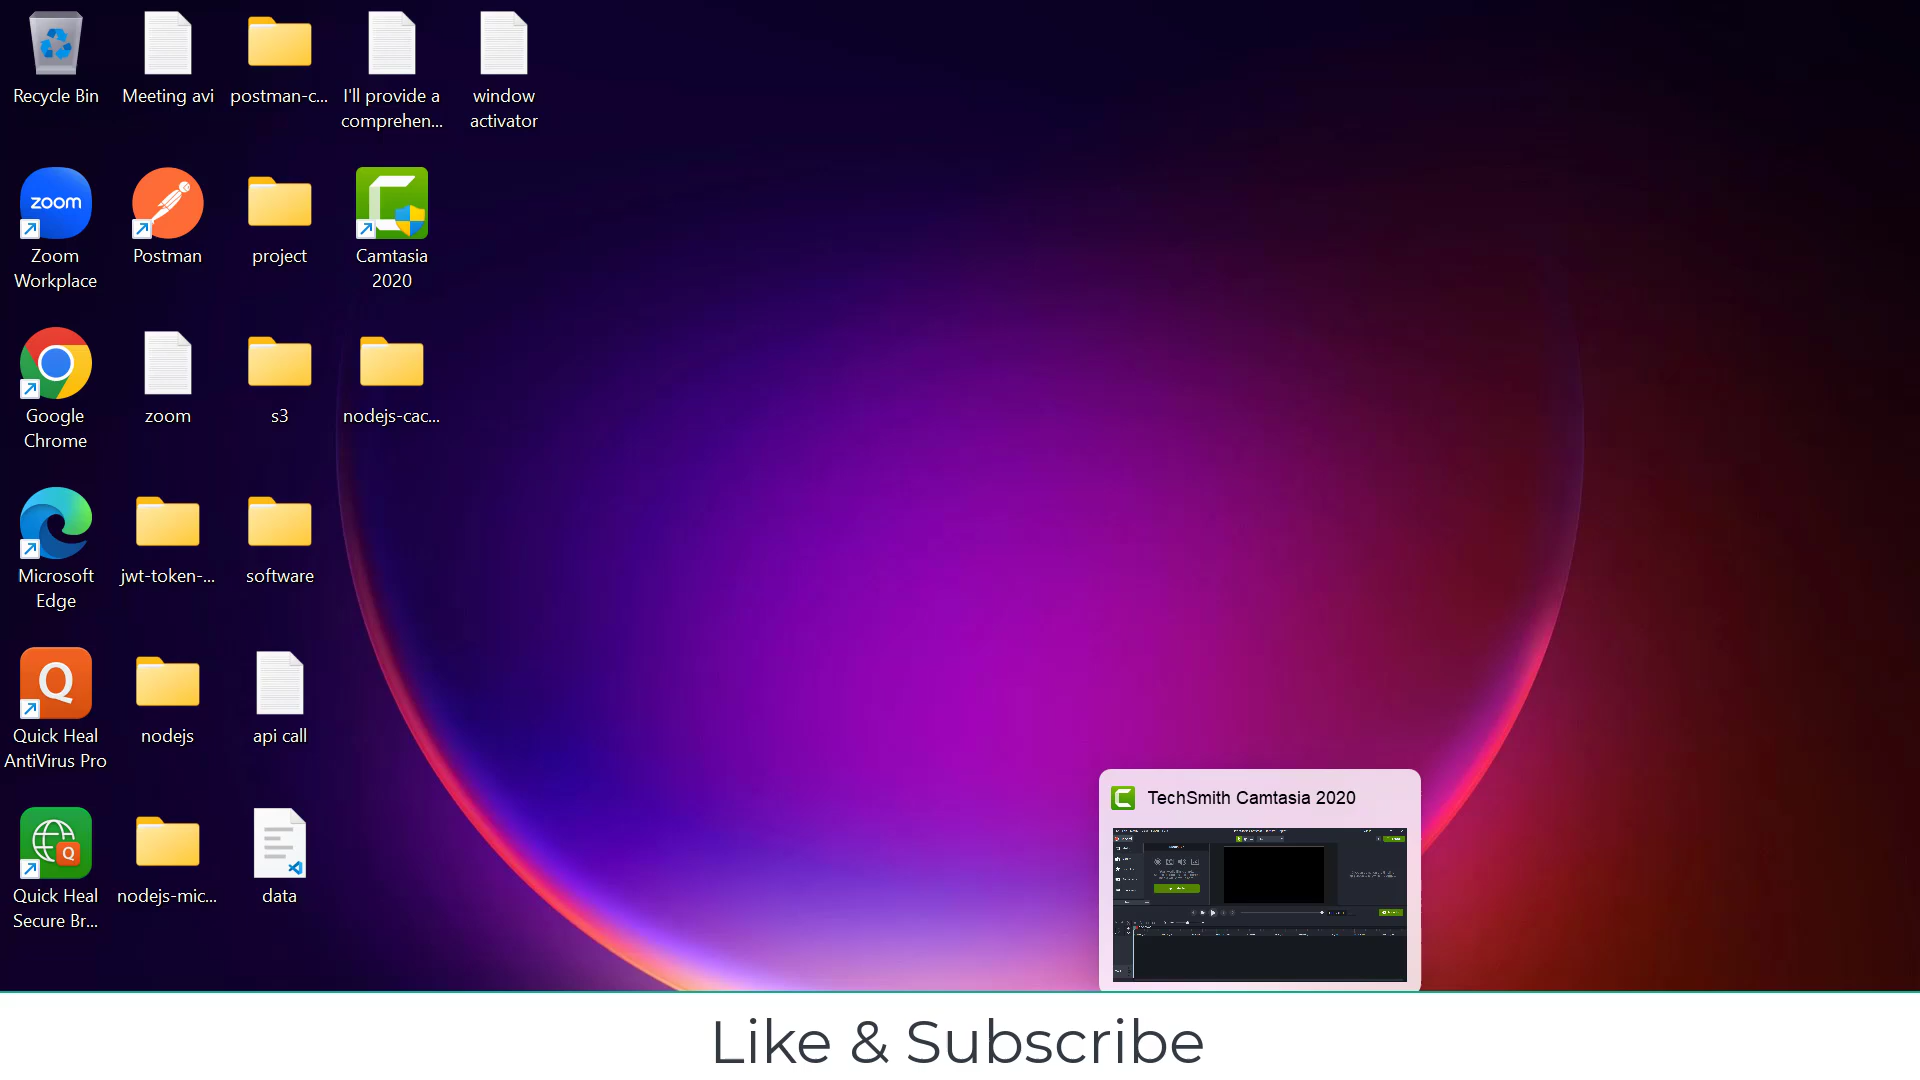 Recycle Bin
Meeting avi
postman-c...
I'll provide a
comprehen...
window
activator
zoom
Zoom
Workplace
Postman
project
Camtasia
2020
Google
Chrome
zoom
s3
nodejs-cac...
Microsoft
Edge
jwt-token-...
software
Quick Heal
AntiVirus Pro
nodejs
api call
Quick Heal
Secure Br...
nodejs-mic...
data
TechSmith Camtasia 2020
Like & Subscribe